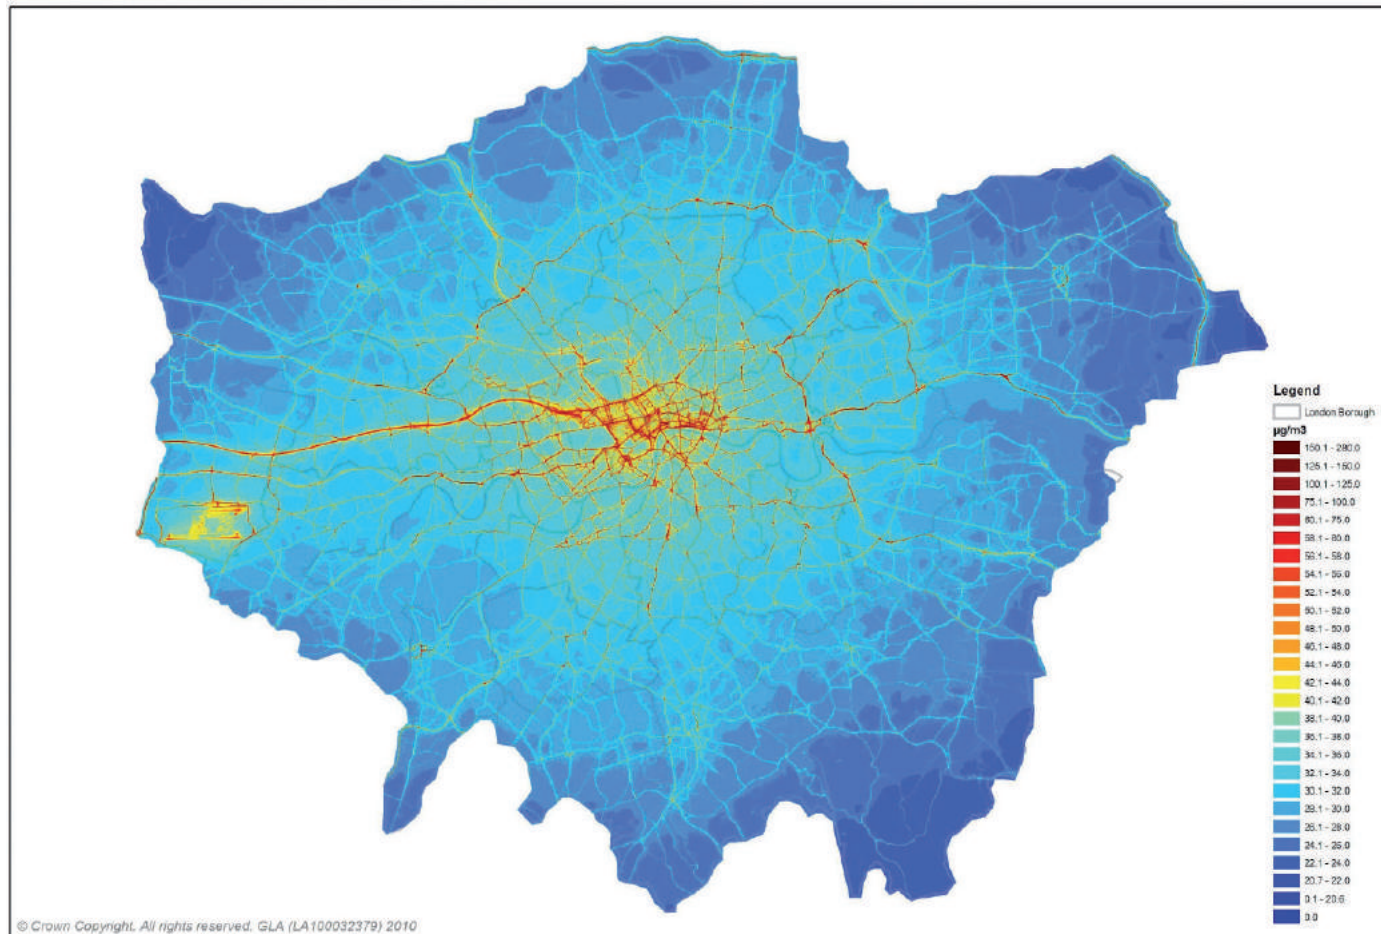 Legend
London Borough
µg/m3
150.1 - 280.0
125.1 - 150.0
100.1 - 125.0
75.1 - 100.0
60.1 - 75.0
58.1 - 60.0
56.1 - 58.0
54.1 - 56.0
52.1 - 54.0
50.1 - 52.0
48.1 - 50.0
46.1 - 48.0
44.1 - 46.0
42.1 - 44.0
40.1 - 42.0
38.1 - 40.0
36.1 - 38.0
34.1 - 36.0
32.1 - 34.0
30.1 - 32.0
28.1 - 30.0
26.1 - 28.0
24.1 - 26.0
22.1 - 24.0
20.7 - 22.0
0.1 - 20.6
0.0
© Crown Copyright. All rights reserved. GLA (LA100032379) 2010